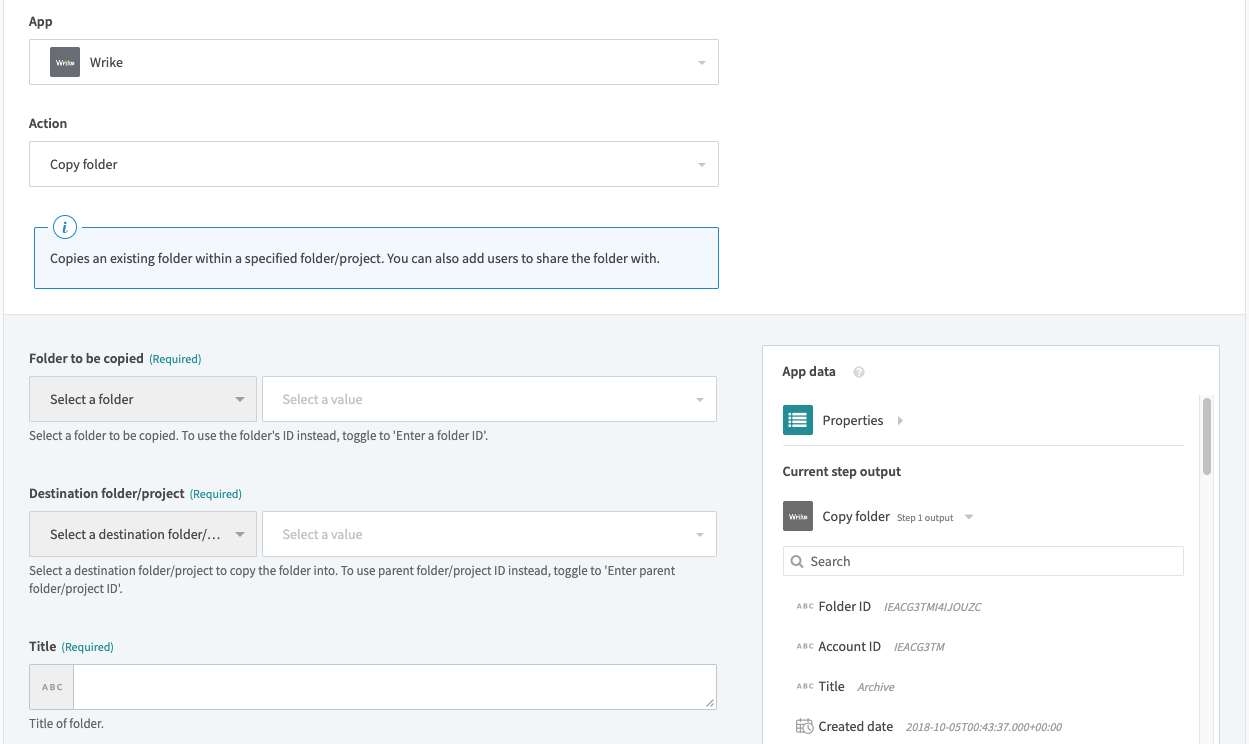 App
Wrike
Wrike
Action
Copy folder
i
Copies an existing folder within a specified folder/project. You can also add users to share the folder with.
Folder to be copied (Required)
Select a folder
Select a value
Select a folder to be copied. To use the folder's ID instead, toggle to 'Enter a folder ID'.
Destination folder/project (Required)
Select a destination folder/...
Select a value
Select a destination folder/project to copy the folder into. To use parent folder/project ID instead, toggle to 'Enter parent
folder/project ID'.
Title (Required)
ABC
Title of folder.
App data ?
Properties
Current step output
Wrike
Copy folder Step 1 output
Search
ABC Folder ID IEACG3TMI4IJOUZC
ABC Account ID IEACG3TM
ABC Title Archive
Created date 2018-10-05T00:43:37.000+00:00